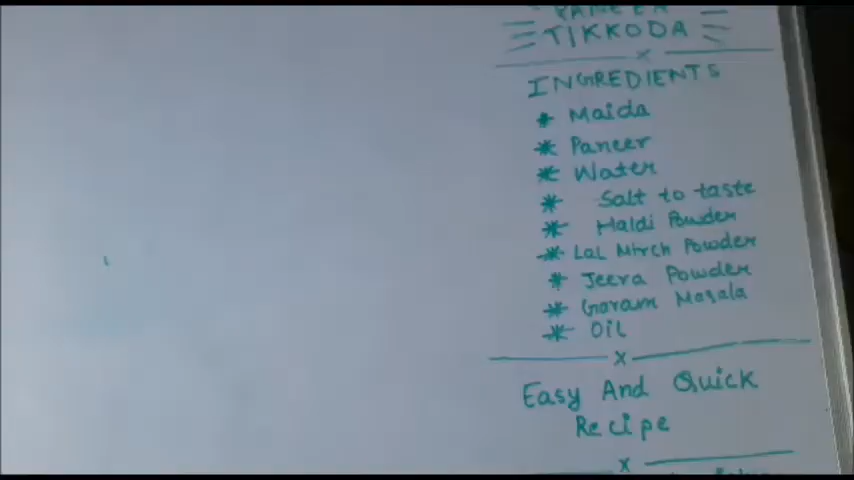 PANEER
TIKKODA
x
INGREDIENTS
* Maida
* Paneer
* Water
* Salt to taste
* Haldi Powder
* Lal Mirch Powder
* Jeera Powder
* Garam Masala
* Oil
x
Easy And Quick
Recipe
x